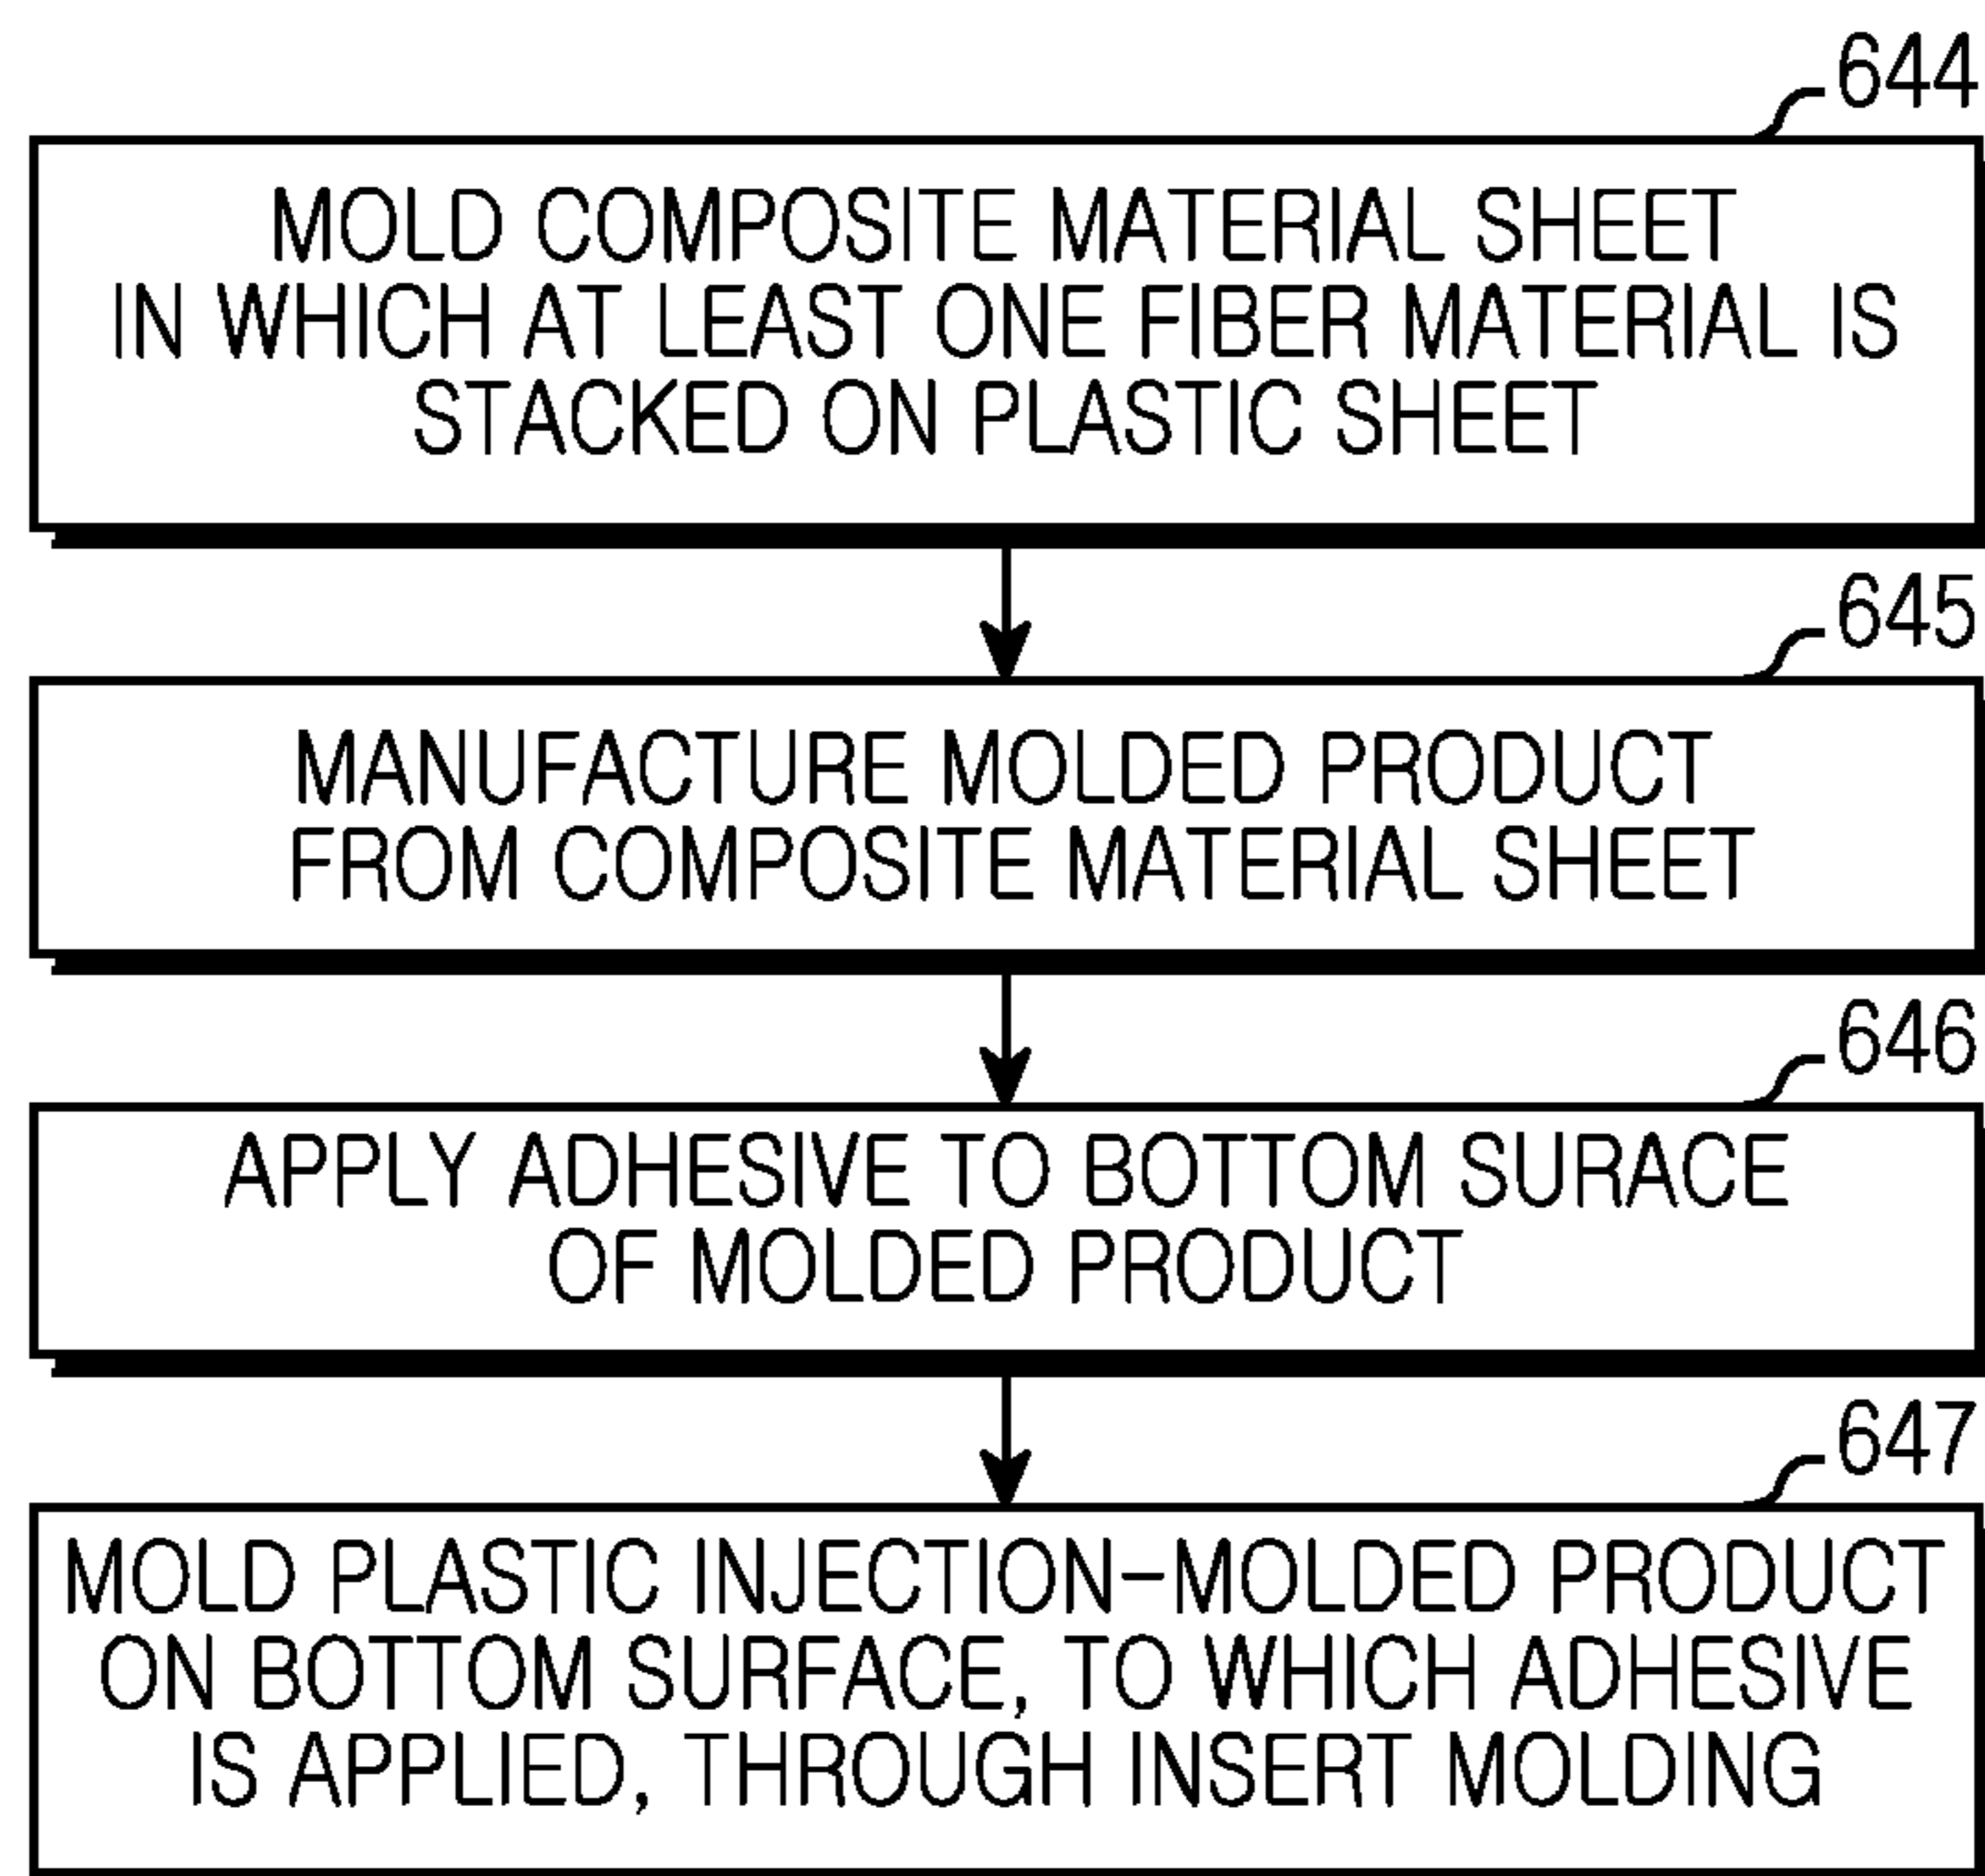 644
MOLD COMPOSITE MATERIAL SHEET
IN WHICH AT LEAST ONE FIBER MATERIAL IS
STACKED ON PLASTIC SHEET
645
MANUFACTURE MOLDED PRODUCT
FROM COMPOSITE MATERIAL SHEET
646
APPLY ADHESIVE TO BOTTOM SURACE
OF MOLDED PRODUCT
647
MOLD PLASTIC INJECTION-MOLDED PRODUCT
ON BOTTOM SURFACE, TO WHICH ADHESIVE
IS APPLIED, THROUGH INSERT MOLDING